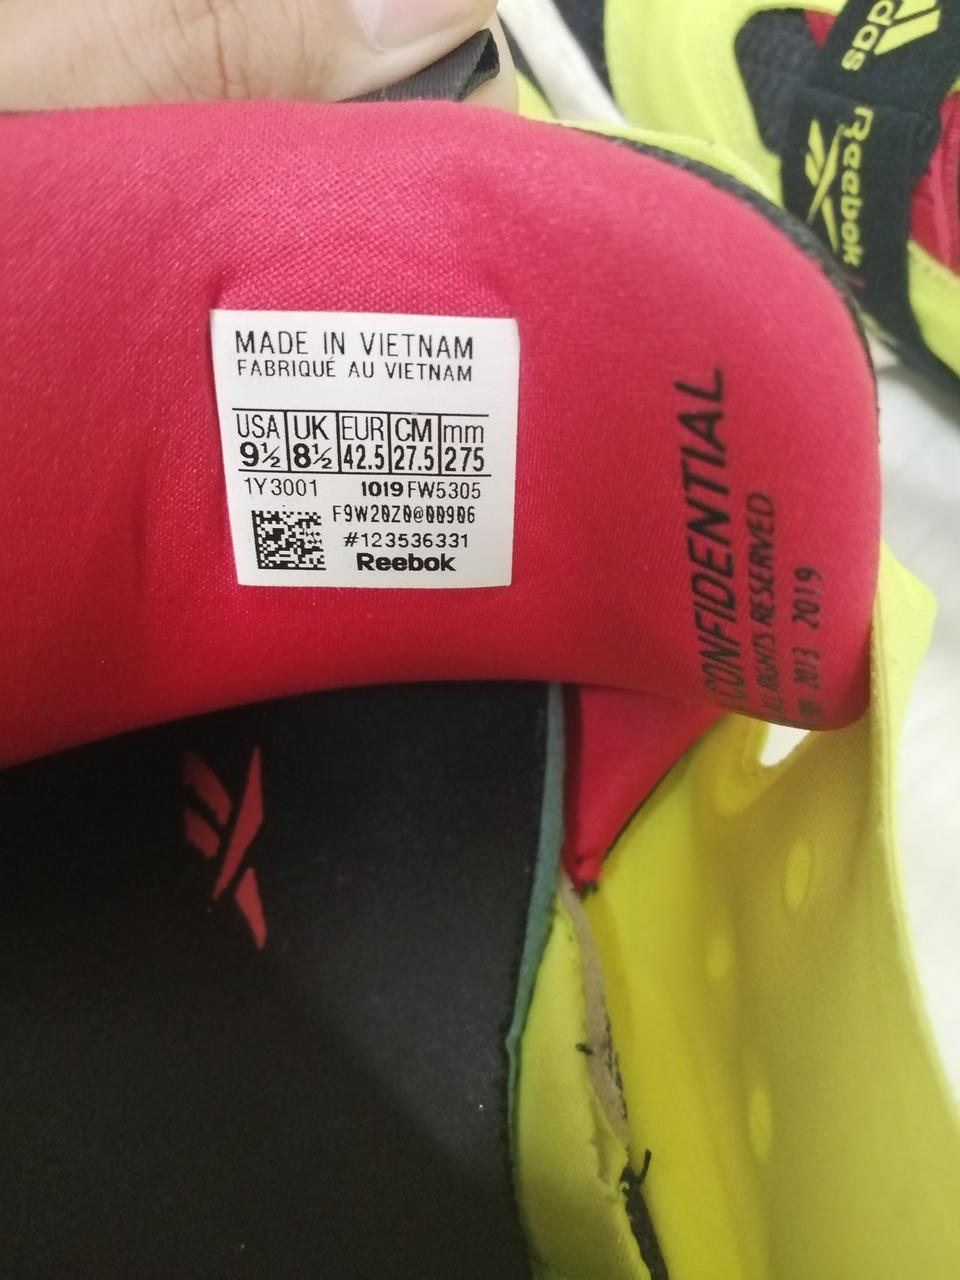 MADE IN VIETNAM
FABRIQUÉ AU VIETNAM
USA UK EUR CM mm
9½ 8½ 42.5 27.5 275
1Y3001 1019 FW5305
F9W20Z0@00906
#123536331
Reebok
CONFIDENTIAL
ALL RIGHTS RESERVED
2013 2019
Reebok